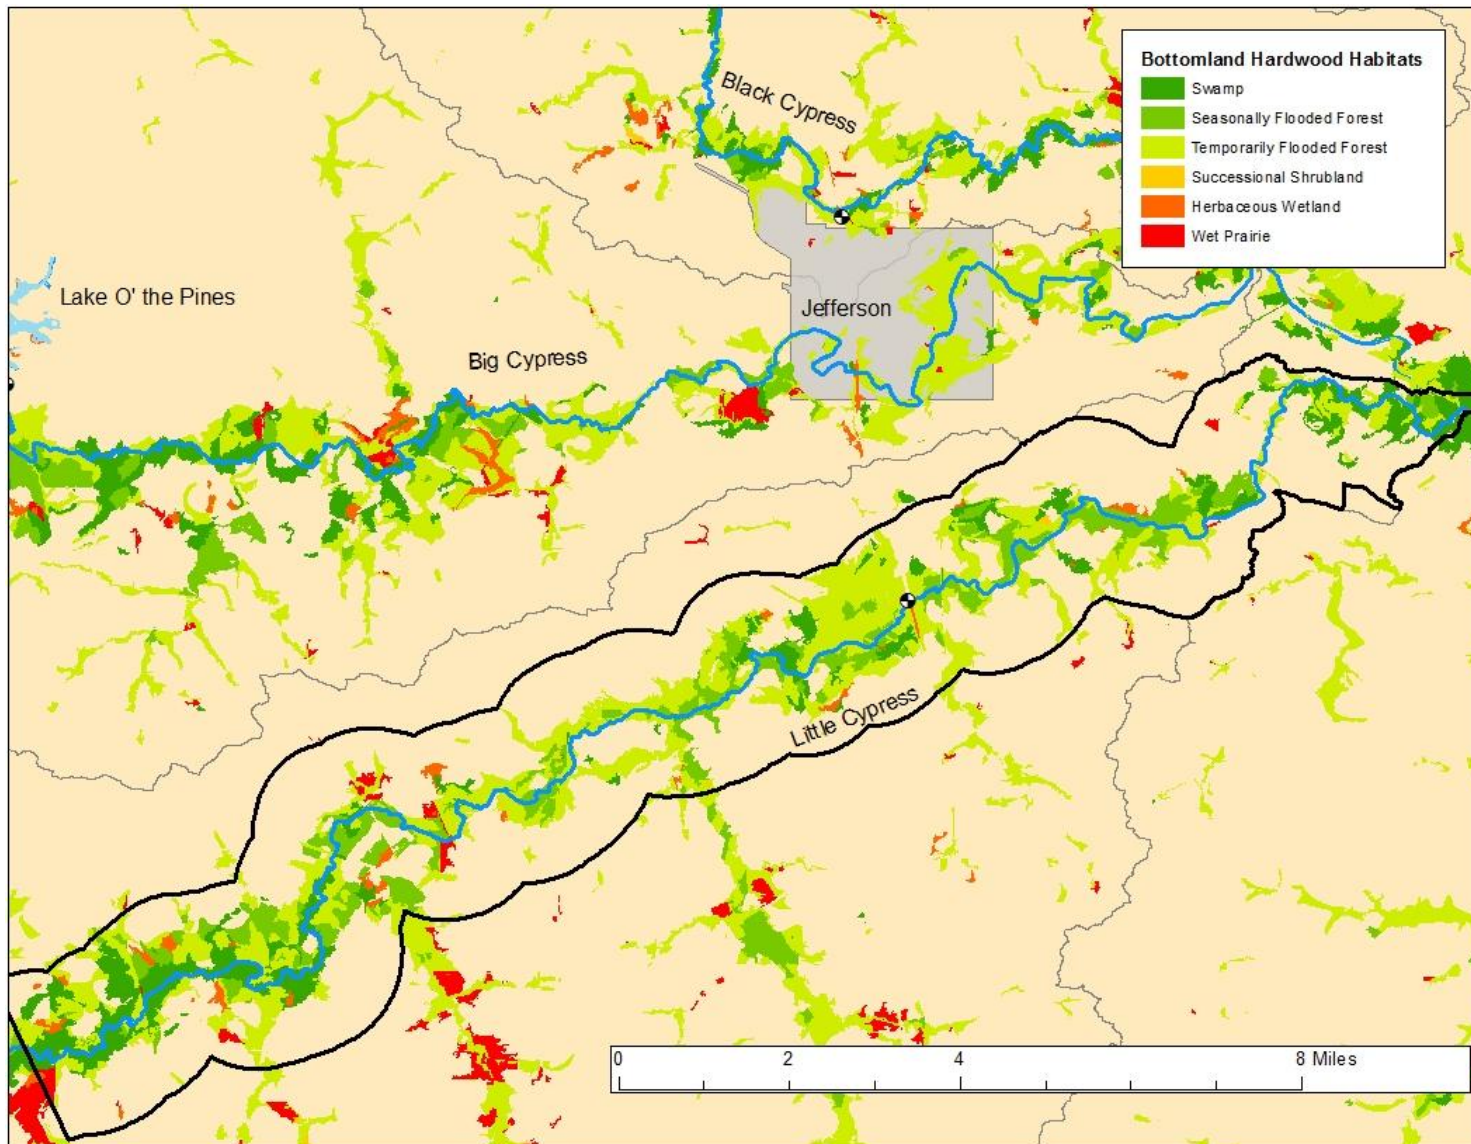 Bottomland Hardwood Habitats
Swamp
Seasonally Flooded Forest
Temporarily Flooded Forest
Successional Shrubland
Herbaceous Wetland
Wet Prairie
Black Cypress
Lake O' the Pines
Jefferson
Big Cypress
Little Cypress
0 2 4 8 Miles